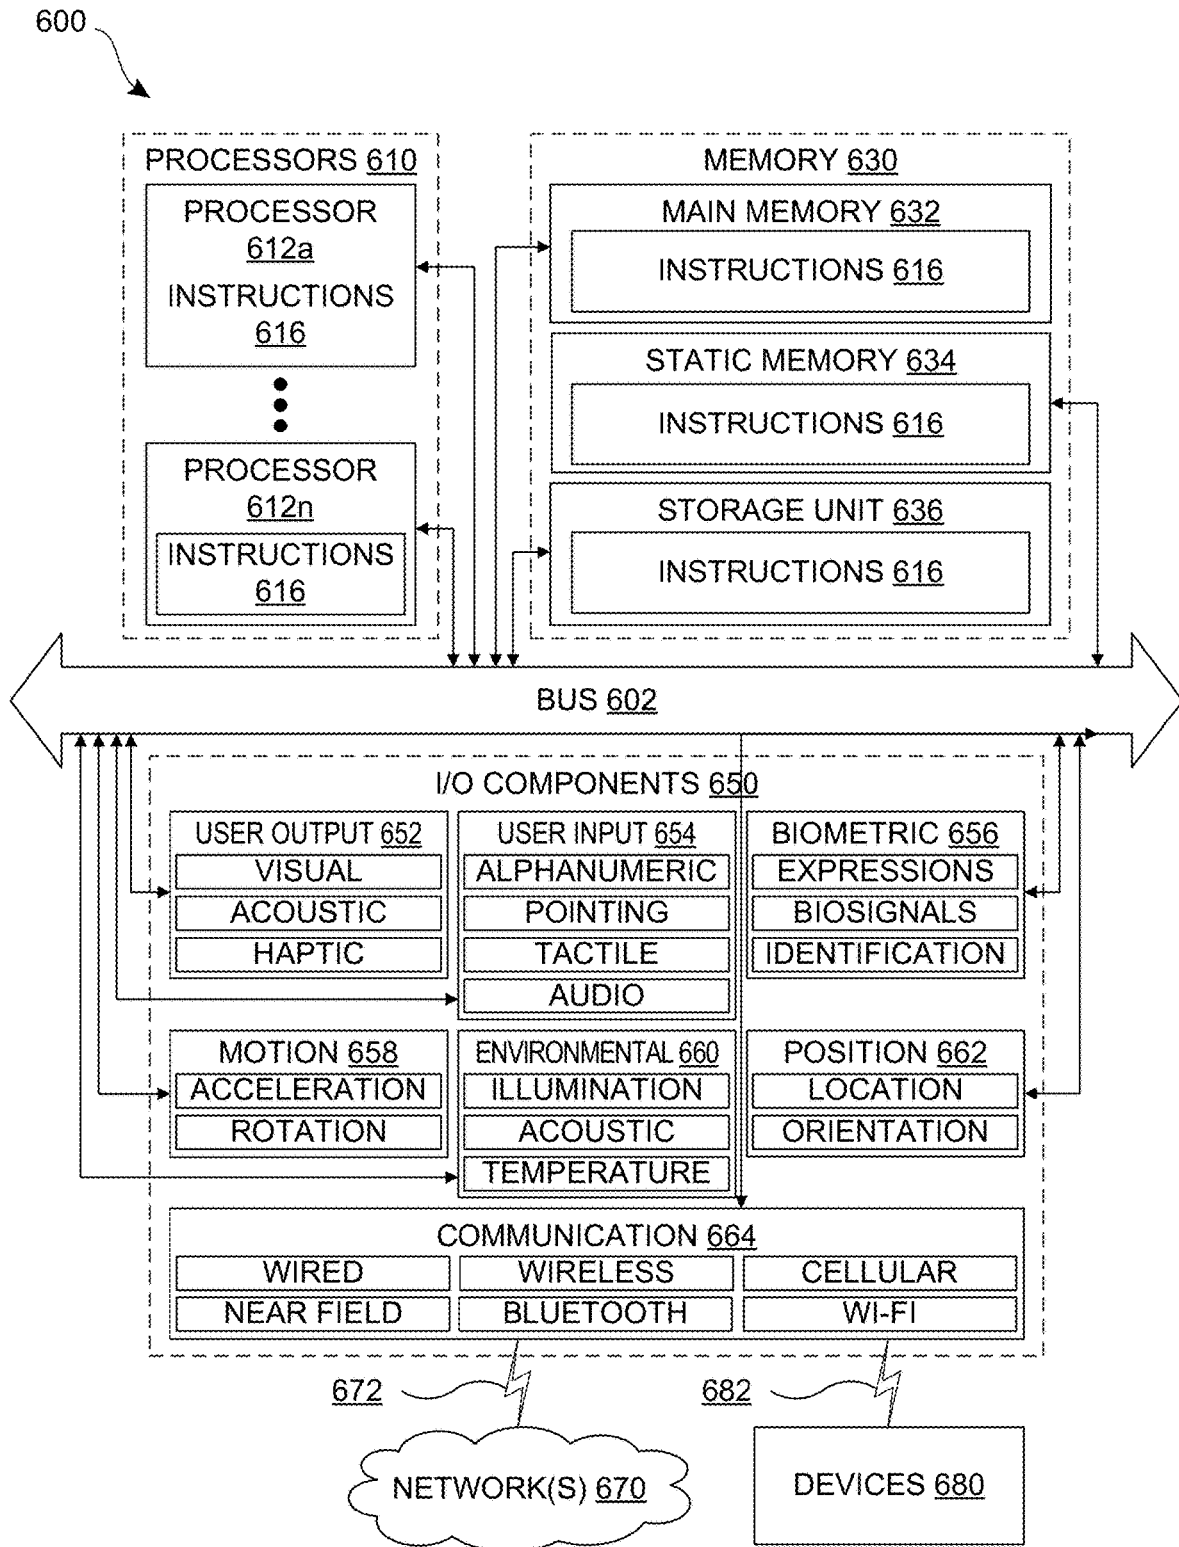 600
PROCESSORS 610
PROCESSOR
612a
INSTRUCTIONS
616
PROCESSOR
612n
INSTRUCTIONS
616
MEMORY 630
MAIN MEMORY 632
INSTRUCTIONS 616
STATIC MEMORY 634
INSTRUCTIONS 616
STORAGE UNIT 636
INSTRUCTIONS 616
BUS 602
I/O COMPONENTS 650
USER OUTPUT 652
VISUAL
ACOUSTIC
HAPTIC
USER INPUT 654
ALPHANUMERIC
POINTING
TACTILE
AUDIO
BIOMETRIC 656
EXPRESSIONS
BIOSIGNALS
IDENTIFICATION
MOTION 658
ACCELERATION
ROTATION
ENVIRONMENTAL 660
ILLUMINATION
ACOUSTIC
TEMPERATURE
POSITION 662
LOCATION
ORIENTATION
COMMUNICATION 664
WIRED
WIRELESS
CELLULAR
NEAR FIELD
BLUETOOTH
WI-FI
672
682
NETWORK(S) 670
DEVICES 680